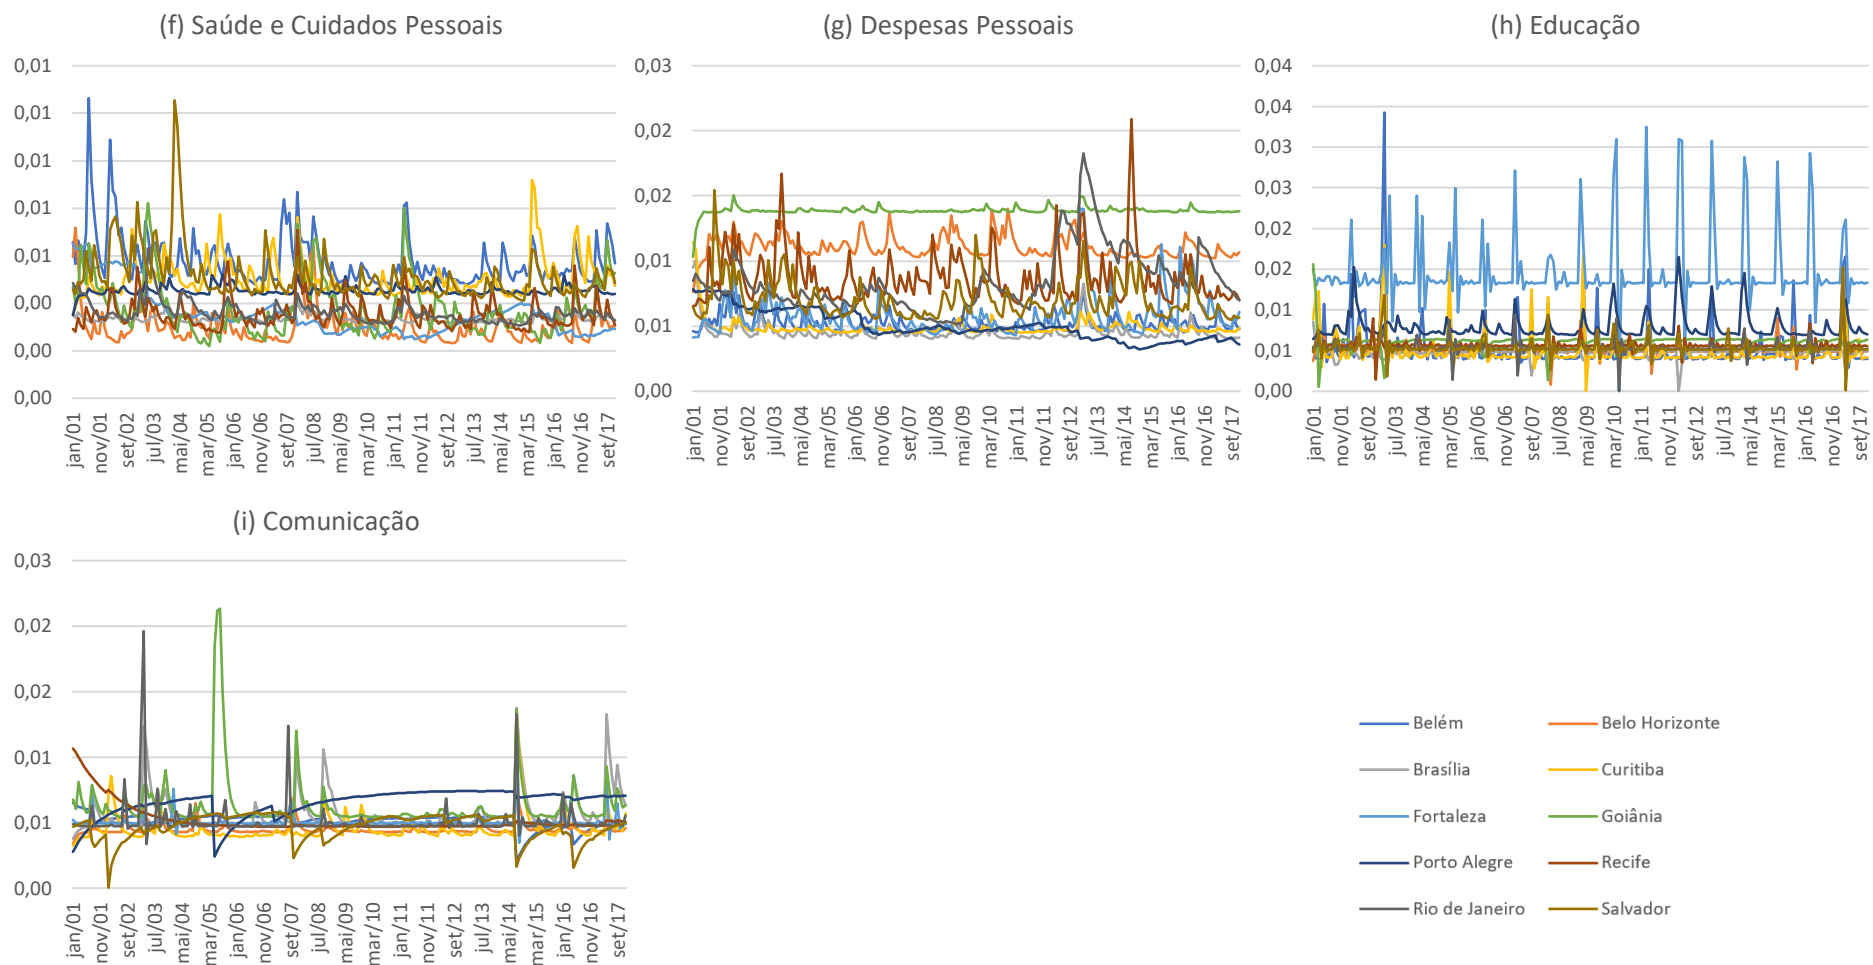 (f) Saúde e Cuidados Pessoais
0,01
0,01
0,01
0,01
0,01
0,00
0,00
0,00
jan/01
nov/01
set/02
jul/03
mai/04
mar/05
jan/06
nov/06
set/07
jul/08
mai/09
mar/10
jan/11
nov/11
set/12
jul/13
mai/14
mar/15
jan/16
nov/16
set/17
(g) Despesas Pessoais
0,03
0,02
0,02
0,01
0,01
0,00
jan/01
nov/01
set/02
jul/03
mai/04
mar/05
jan/06
nov/06
set/07
jul/08
mai/09
mar/10
jan/11
nov/11
set/12
jul/13
mai/14
mar/15
jan/16
nov/16
set/17
(h) Educação
0,04
0,04
0,03
0,03
0,02
0,02
0,01
0,01
0,00
jan/01
nov/01
set/02
jul/03
mai/04
mar/05
jan/06
nov/06
set/07
jul/08
mai/09
mar/10
jan/11
nov/11
set/12
jul/13
mai/14
mar/15
jan/16
nov/16
set/17
(i) Comunicação
0,03
0,02
0,02
0,01
0,01
0,00
jan/01
nov/01
set/02
jul/03
mai/04
mar/05
jan/06
nov/06
set/07
jul/08
mai/09
mar/10
jan/11
nov/11
set/12
jul/13
mai/14
mar/15
jan/16
nov/16
set/17
Belém
Belo Horizonte
Brasília
Curitiba
Fortaleza
Goiânia
Porto Alegre
Recife
Rio de Janeiro
Salvador